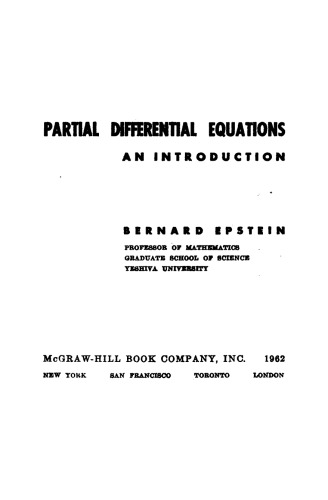 PARTIAL DIFFERENTIAL EQUATIONS
AN INTRODUCTION
BERNARD EPSTEIN
PROFESSOR OF MATHEMATICS
GRADUATE SCHOOL OF SCIENCE
YESHIVA UNIVERSITY
McGRAW-HILL BOOK COMPANY, INC. 1962
NEW YORK SAN FRANCISCO TORONTO LONDON